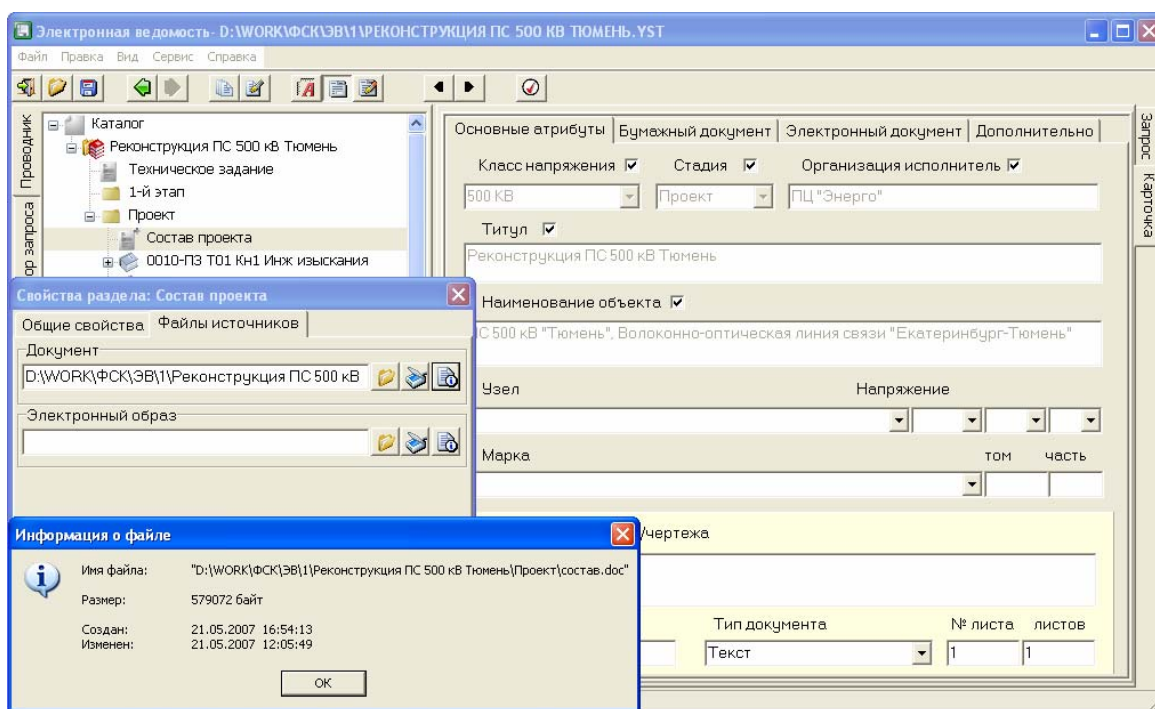 Электронная ведомость- D:\WORK\ФСК\ЭВ\1\РЕКОНСТРУКЦИЯ ПС 500 КВ ТЮМЕНЬ.YST
Файл Правка Вид Сервис Справка
Проводник
ор запроса
Каталог
Реконструкция ПС 500 кВ Тюмень
Техническое задание
1-й этап
Проект
Состав проекта
0010-ПЗ Т01 Кн1 Инж изыскания
Основные атрибуты Бумажный документ Электронный документ Дополнительно
Запрос
Карточка
Класс напряжения Стадия Организация исполнитель
500 КВ Проект ПЦ "Энерго"
Титул
Реконструкция ПС 500 кВ Тюмень
Наименование объекта
ПС 500 кВ "Тюмень", Волоконно-оптическая линия связи "Екатеринбург-Тюмень"
Узел Напряжение
Марка том часть
/чертежа
Тип документа № листа листов
Текст 1 1
Свойства раздела: Состав проекта
Общие свойства Файлы источников
Документ
D:\WORK\ФСК\ЭВ\1\Реконструкция ПС 500 кВ
Электронный образ
Информация о файле
Имя файла: "D:\WORK\ФСК\ЭВ\1\Реконструкция ПС 500 кВ Тюмень\Проект\состав.doc"
Размер: 579072 байт
Создан: 21.05.2007 16:54:13
Изменен: 21.05.2007 12:05:49
OK